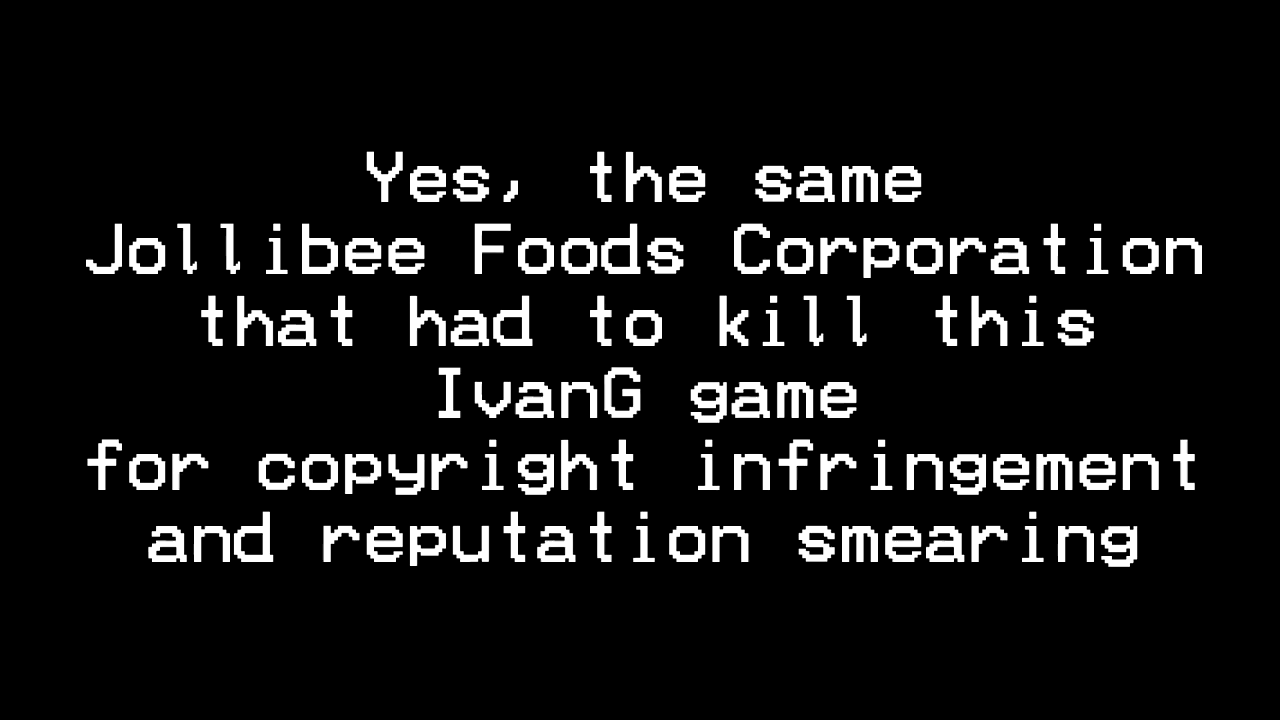 Yes, the same
Jollibee Foods Corporation
that had to kill this
IvanG game
for copyright infringement
and reputation smearing